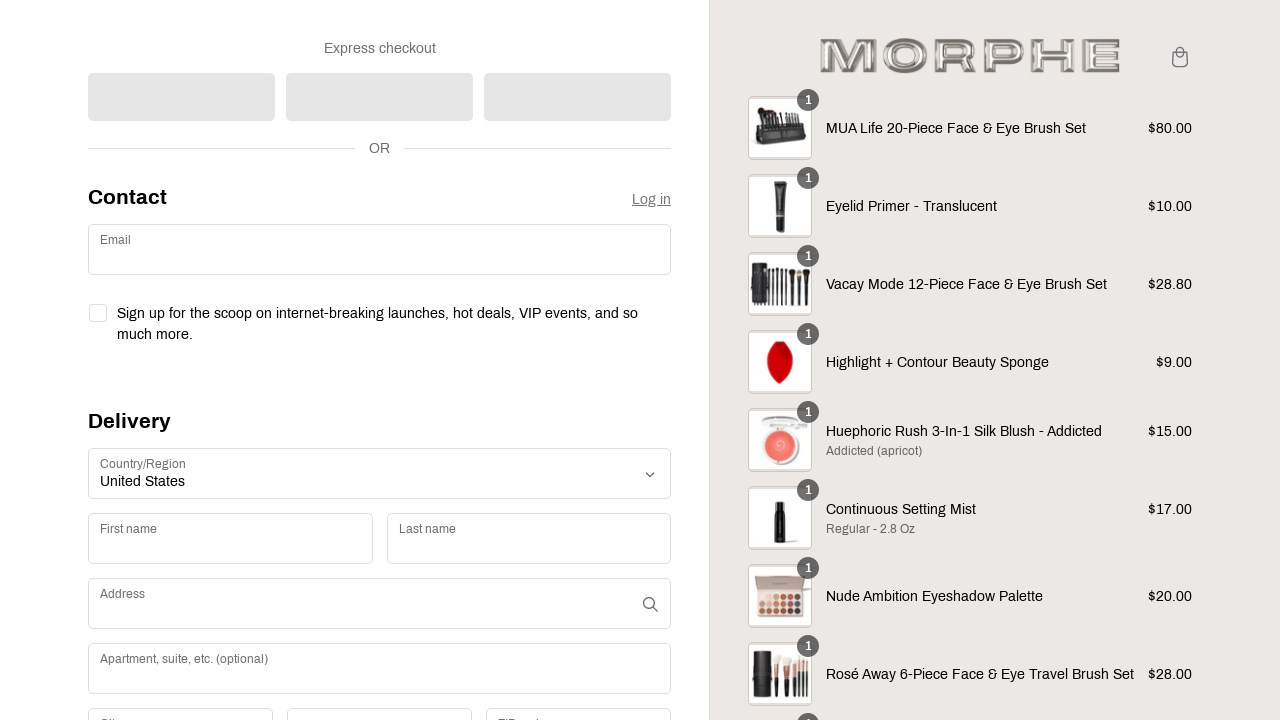 Express checkout
OR
Contact
Log in
Email
Sign up for the scoop on internet-breaking launches, hot deals, VIP events, and so
much more.
Delivery
Country/Region
United States
First name
Last name
Address
Apartment, suite, etc. (optional)
MORPHE
1
MUA Life 20-Piece Face & Eye Brush Set
$80.00
1
Eyelid Primer - Translucent
$10.00
1
Vacay Mode 12-Piece Face & Eye Brush Set
$28.80
1
Highlight + Contour Beauty Sponge
$9.00
1
Huephoric Rush 3-In-1 Silk Blush - Addicted
$15.00
Addicted (apricot)
1
Continuous Setting Mist
$17.00
Regular - 2.8 Oz
1
Nude Ambition Eyeshadow Palette
$20.00
1
Rosé Away 6-Piece Face & Eye Travel Brush Set
$28.00